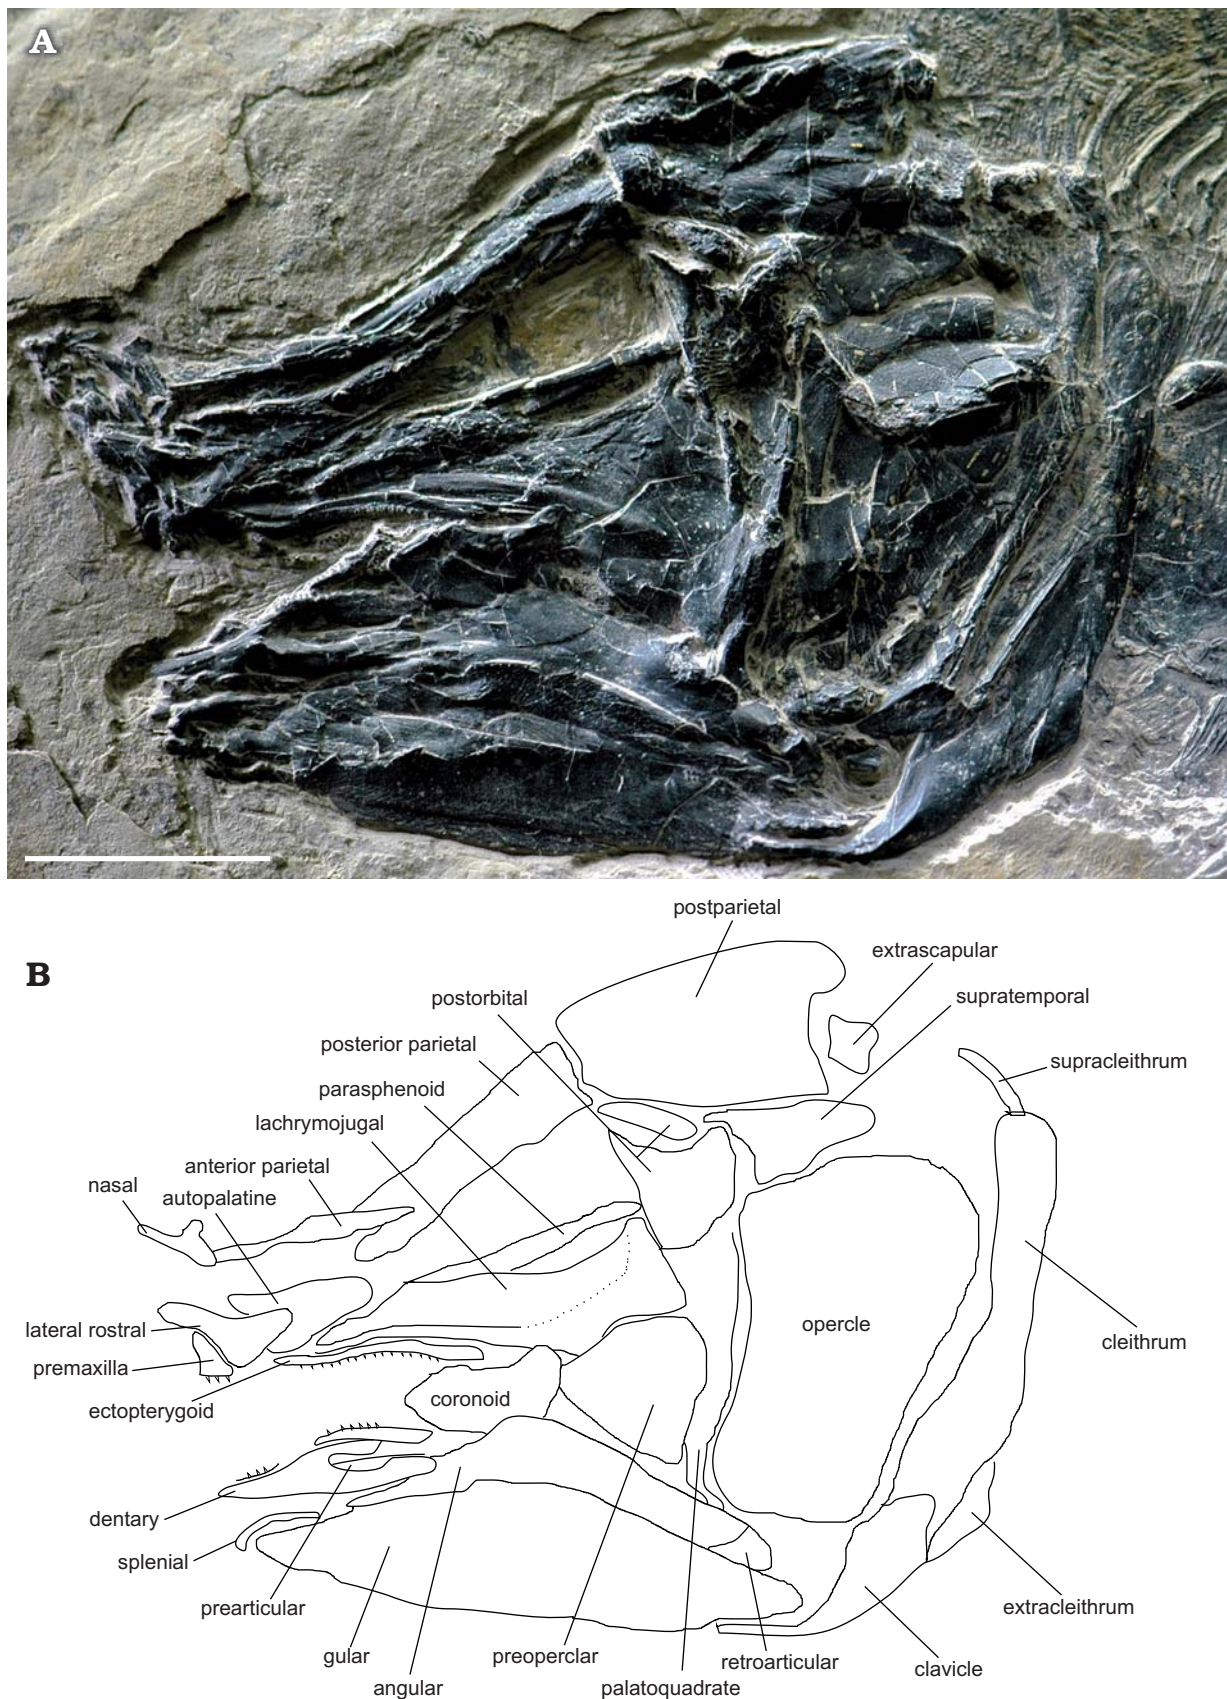 A
B
postparietal
extrascapular
postorbital
supratemporal
posterior parietal
supracleithrum
parasphenoid
lachrymojugal
anterior parietal
nasal
autopalatine
opercle
lateral rostral
cleithrum
premaxilla
coronoid
ectopterygoid
dentary
splenial
prearticular
extracleithrum
gular
preoperclar
retroarticular
clavicle
angular
palatoquadrate